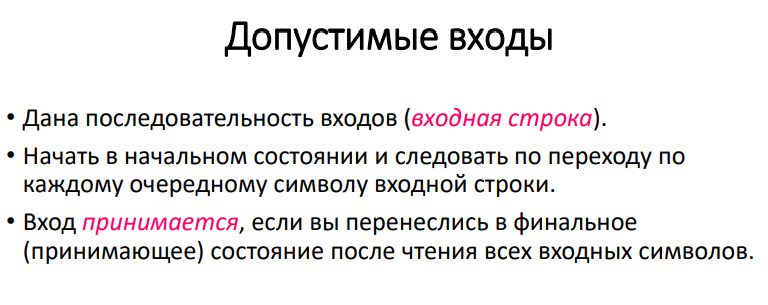 Допустимые входы
• Дана последовательность входов (входная строка).
• Начать в начальном состоянии и следовать по переходу по
каждому очередному символу входной строки.
• Вход принимается, если вы перенеслись в финальное
(принимающее) состояние после чтения всех входных символов.